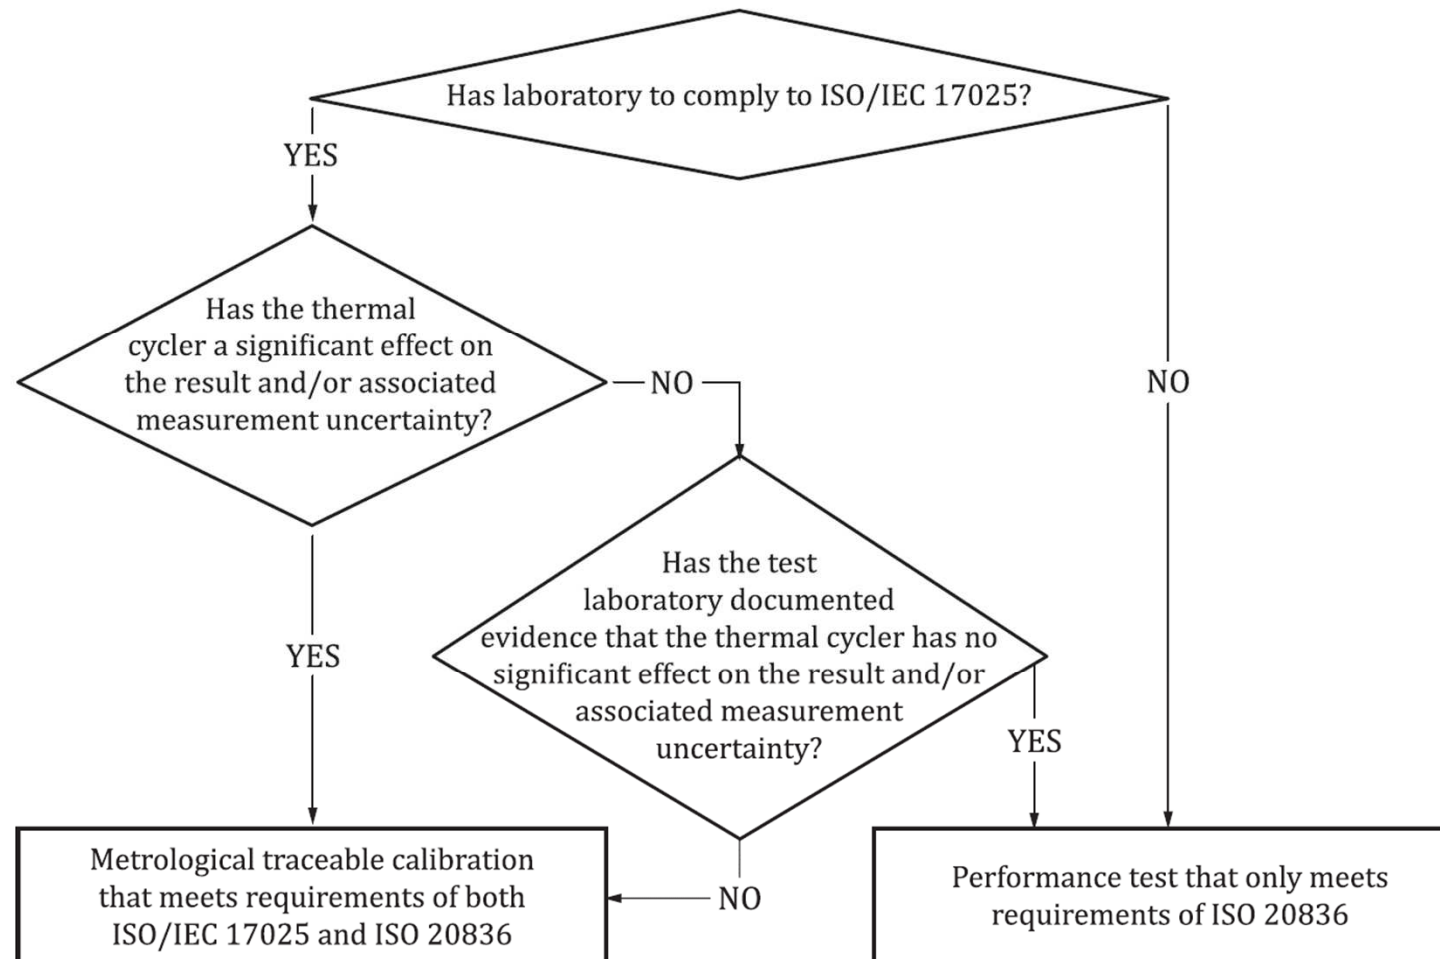 Has laboratory to comply to ISO/IEC 17025?
YES
Has the thermal
cycler a significant effect on
the result and/or associated
measurement uncertainty?
NO
NO
Has the test
laboratory documented
evidence that the thermal cycler has no
significant effect on the result and/or
associated measurement
uncertainty?
YES
YES
Metrological traceable calibration
that meets requirements of both
ISO/IEC 17025 and ISO 20836
NO
Performance test that only meets
requirements of ISO 20836